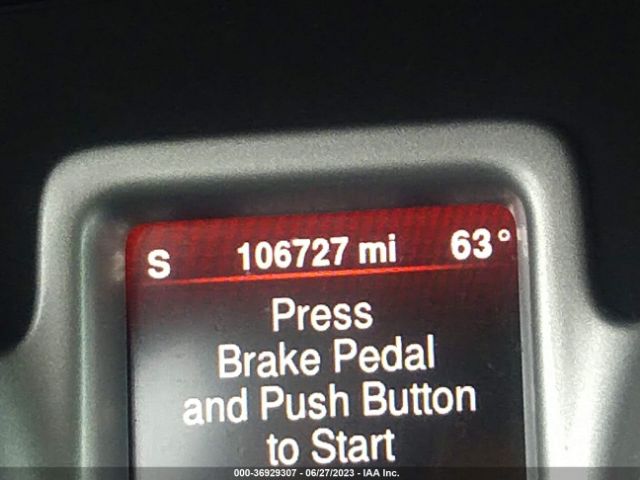 S 106727 mi 63°
Press
Brake Pedal
and Push Button
to Start
000-36929307 - 06/27/2023 - IAA Inc.